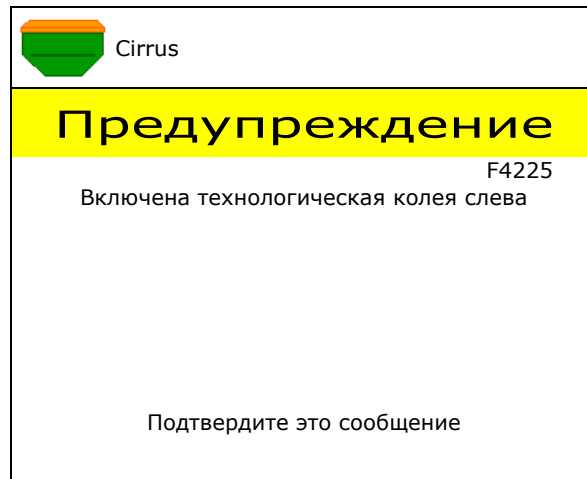 Cirrus
Предупреждение
F4225
Включена технологическая колея слева
Подтвердите это сообщение